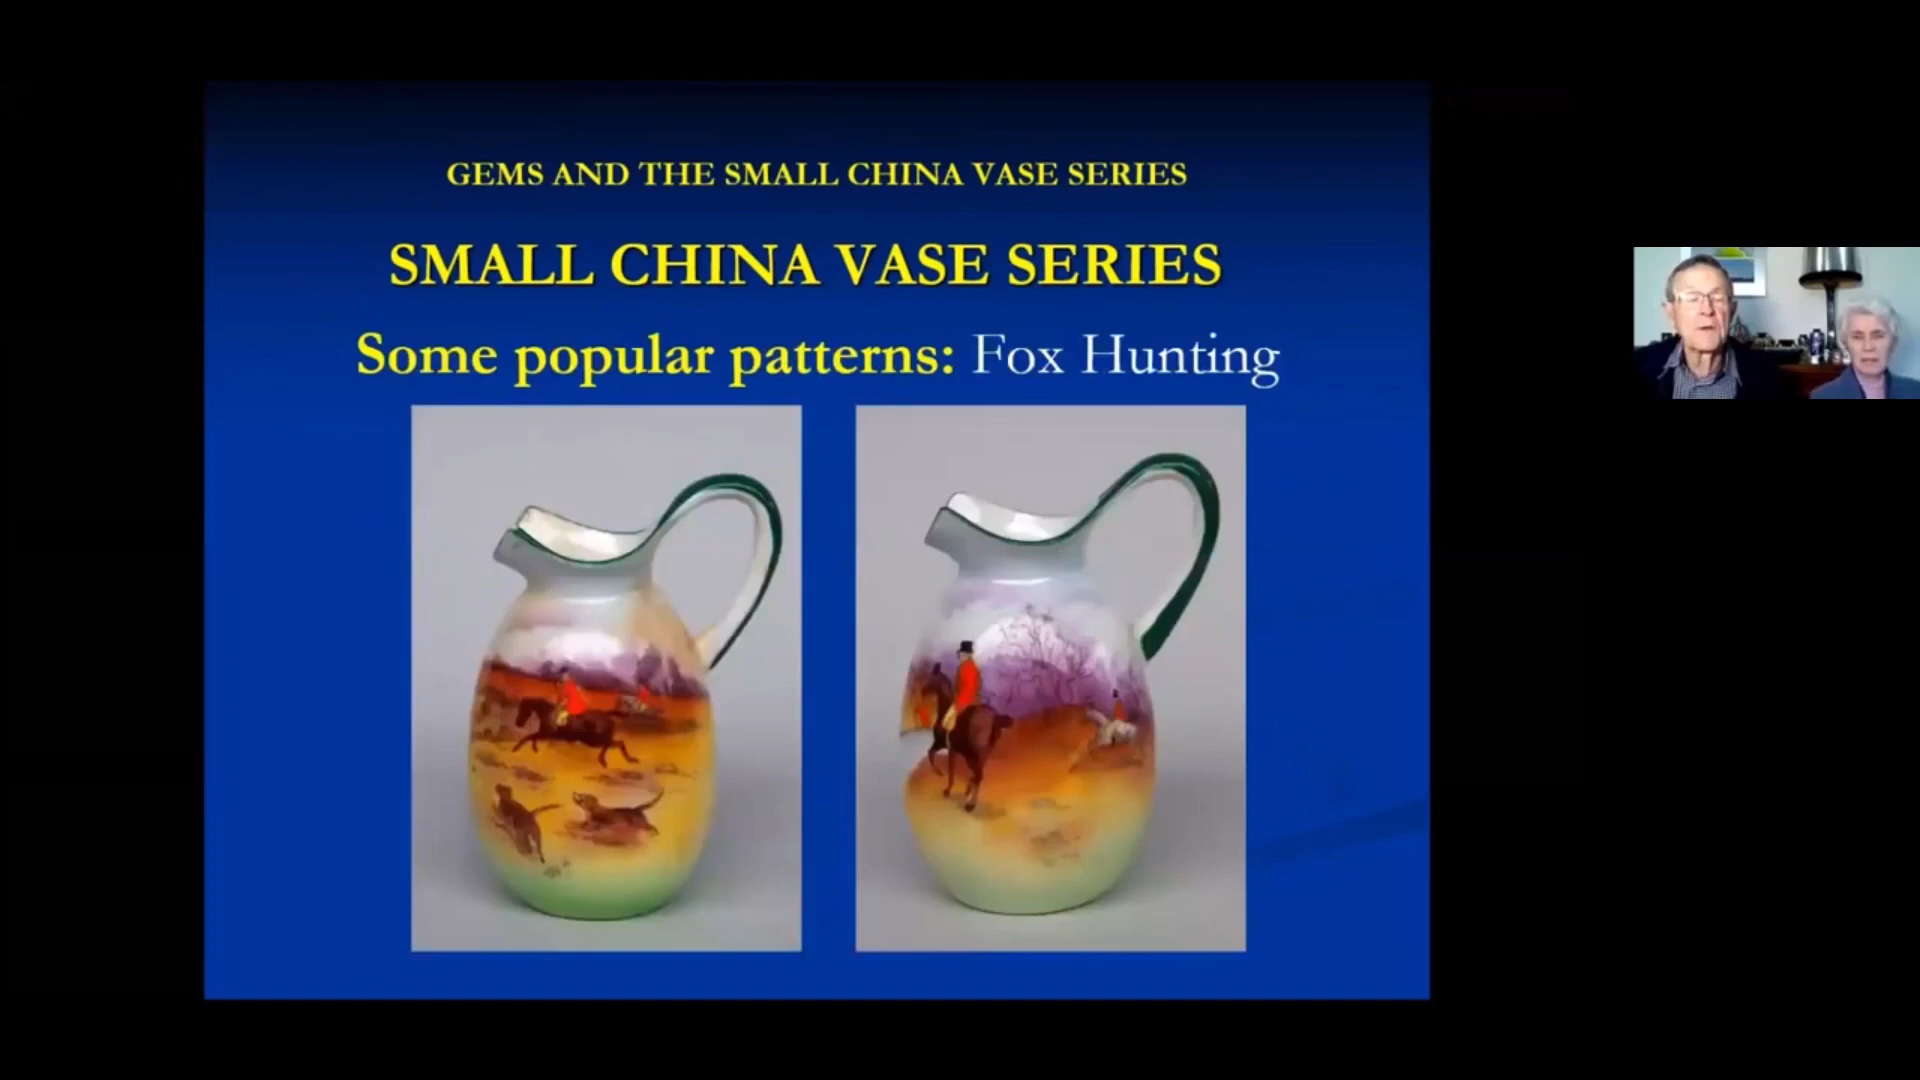 GEMS AND THE SMALL CHINA VASE SERIES
SMALL CHINA VASE SERIES
Some popular patterns: Fox Hunting